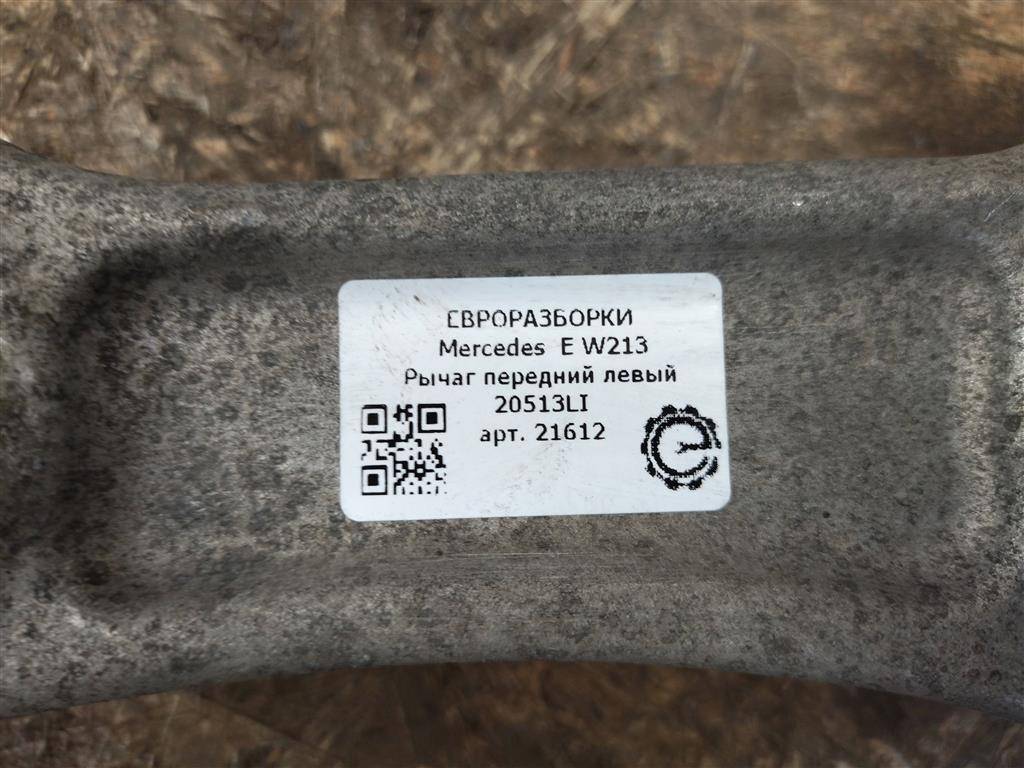 ЕВРОРАЗБОРКИ
Mercedes E W213
Рычаг передний левый
20513LI
арт. 21612